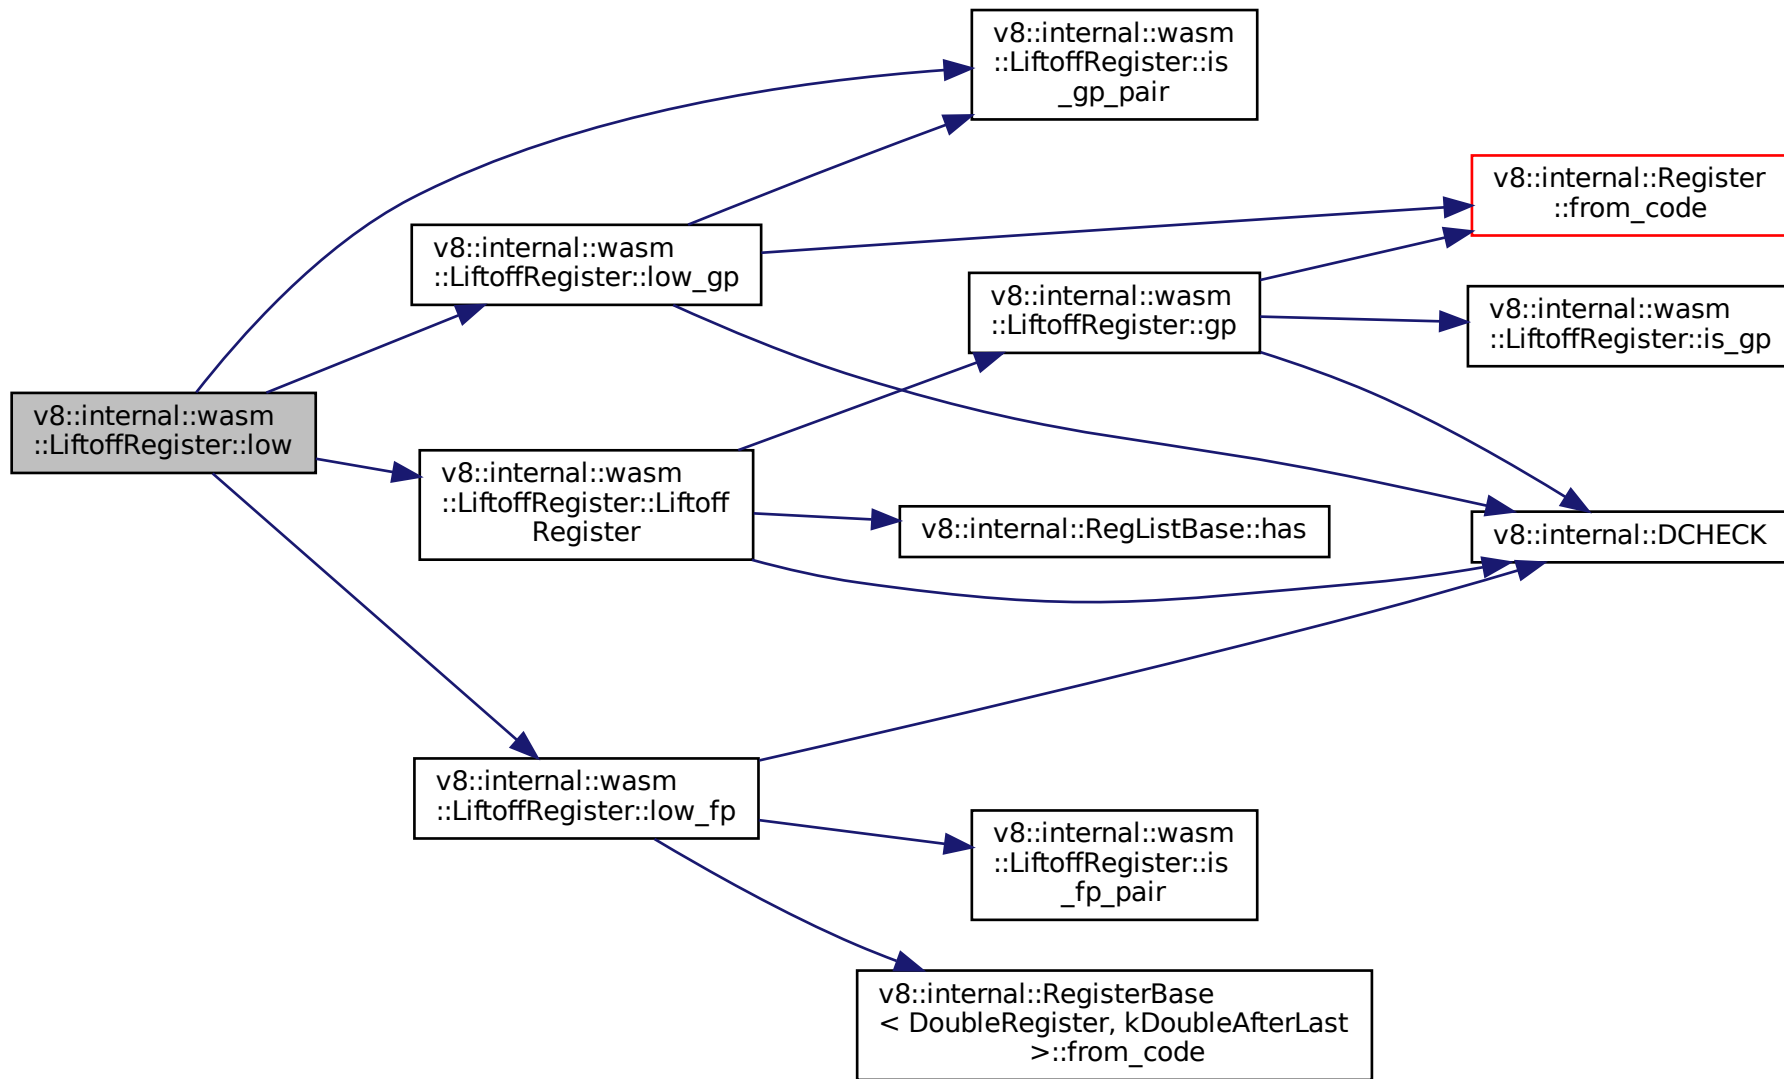 v8::internal::wasm
::LiftoffRegister::is
_gp_pair
v8::internal::Register
::from_code
v8::internal::wasm
::LiftoffRegister::low_gp
v8::internal::wasm
::LiftoffRegister::gp
v8::internal::wasm
::LiftoffRegister::is_gp
v8::internal::wasm
::LiftoffRegister::low
v8::internal::wasm
::LiftoffRegister::Liftoff
Register
v8::internal::RegListBase::has
v8::internal::DCHECK
v8::internal::wasm
::LiftoffRegister::low_fp
v8::internal::wasm
::LiftoffRegister::is
_fp_pair
v8::internal::RegisterBase
< DoubleRegister, kDoubleAfterLast
>::from_code